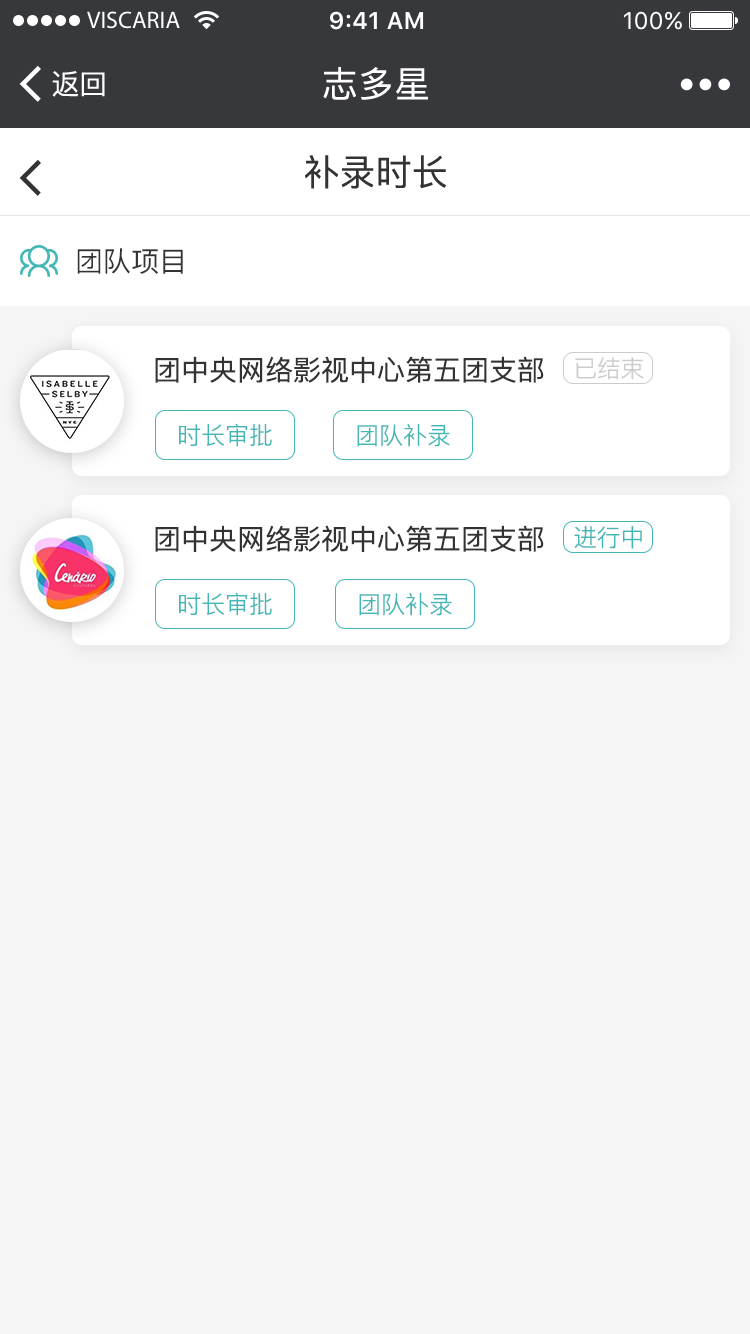 VISCARIA 9:41 AM 100%
返回 志多星
补录时长
团队项目
团中央网络影视中心第五团支部 已结束
ISABELLE
SELBY
NYC
时长审批 团队补录
团中央网络影视中心第五团支部 进行中
Cenário
时长审批 团队补录